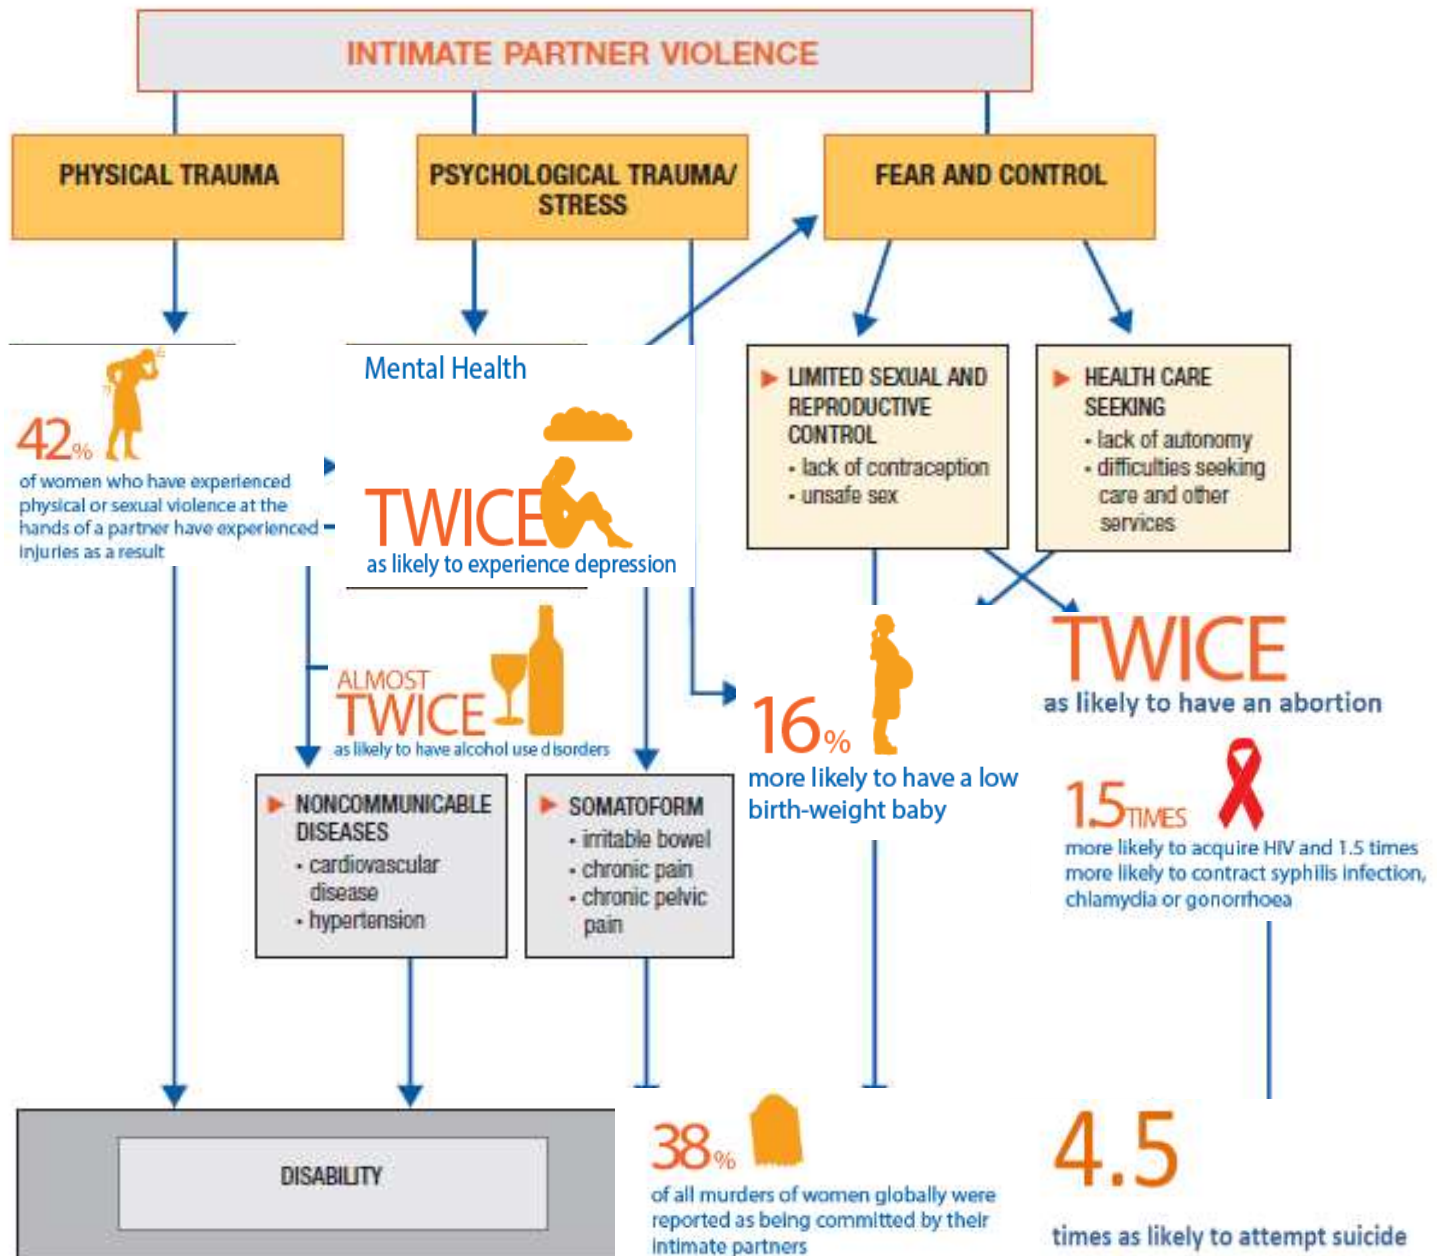 INTIMATE PARTNER VIOLENCE
PHYSICAL TRAUMA
PSYCHOLOGICAL TRAUMA/
STRESS
FEAR AND CONTROL
42%
of women who have experienced
physical or sexual violence at the
hands of a partner have experienced
injuries as a result
Mental Health
TWICE
as likely to experience depression
► LIMITED SEXUAL AND
REPRODUCTIVE
CONTROL
• lack of contraception
• unsafe sex
► HEALTH CARE
SEEKING
• lack of autonomy
• difficulties seeking
care and other
services
ALMOST
TWICE
as likely to have alcohol use disorders
16%
more likely to have a low
birth-weight baby
TWICE
as likely to have an abortion
1.5 TIMES
more likely to acquire HIV and 1.5 times
more likely to contract syphilis infection,
chlamydia or gonorrhoea
► NONCOMMUNICABLE
DISEASES
• cardiovascular
disease
• hypertension
► SOMATOFORM
• irritable bowel
• chronic pain
• chronic pelvic
pain
DISABILITY
38%
of all murders of women globally were
reported as being committed by their
intimate partners
4.5
times as likely to attempt suicide